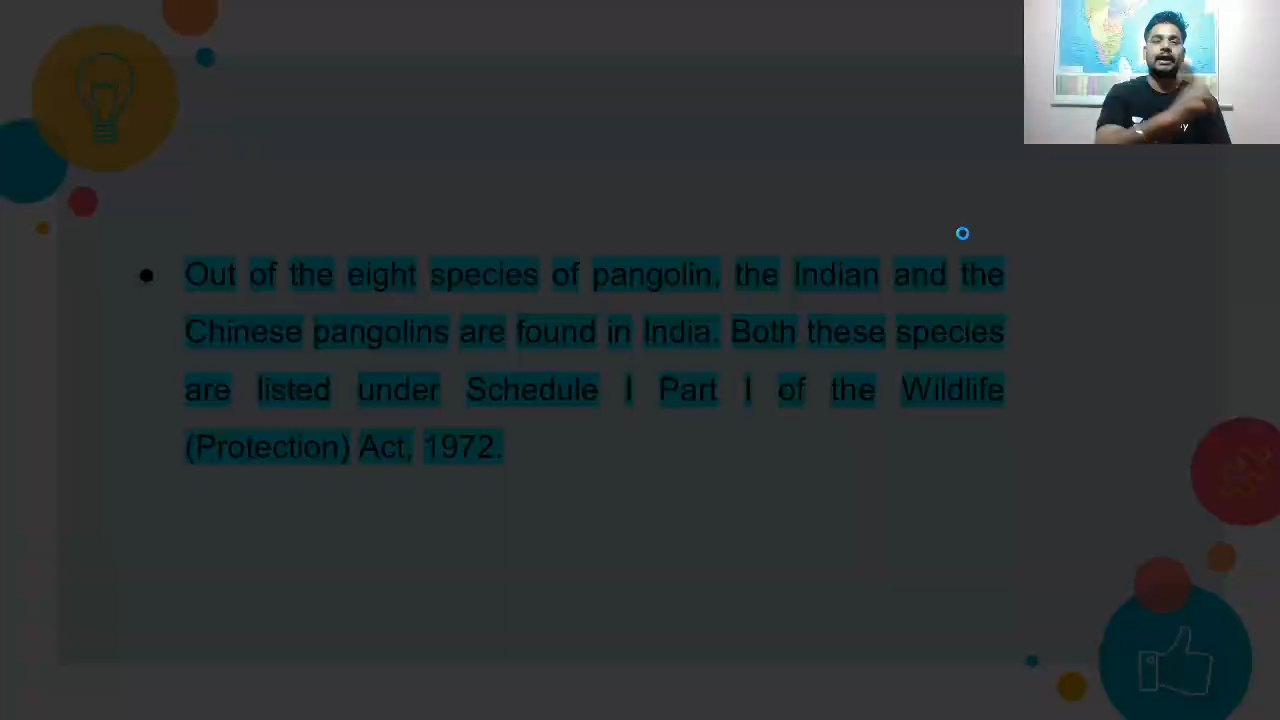 Out of the eight species of pangolin, the Indian and the
Chinese pangolins are found in India. Both these species
are listed under Schedule I Part I of the Wildlife
(Protection) Act, 1972.